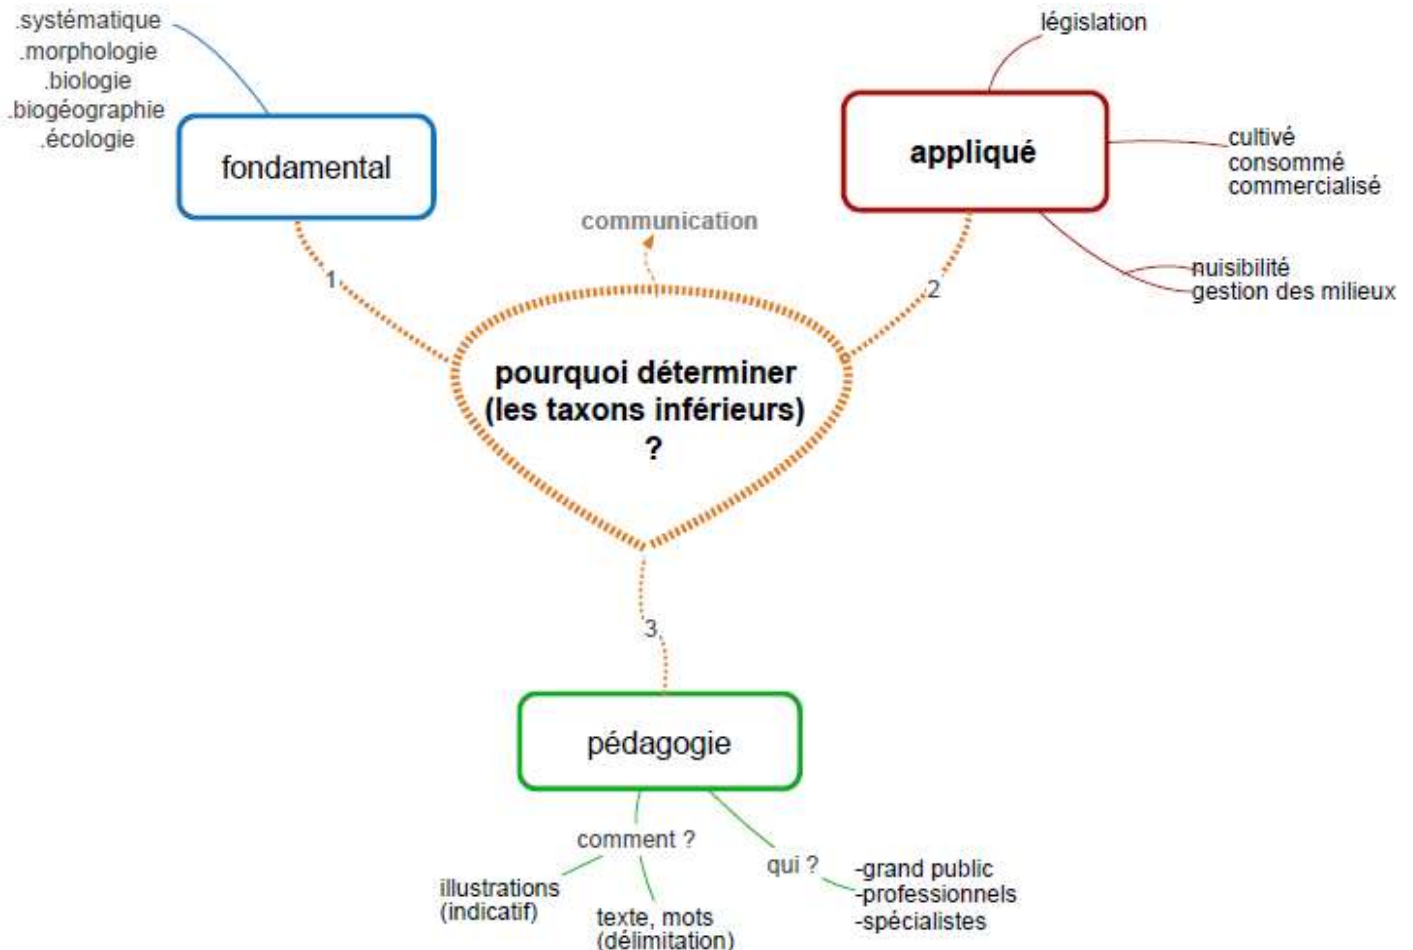 .systématique
.morphologie
.biologie
.biogéographie
.écologie
fondamental
législation
appliqué
cultivé
consommé
commercialisé
nuisibilité
gestion des milieux
communication
1
2
pourquoi déterminer
(les taxons inférieurs)
?
3
pédagogie
comment ?
illustrations
(indicatif)
texte, mots
(délimitation)
qui ?
-grand public
-professionnels
-spécialistes